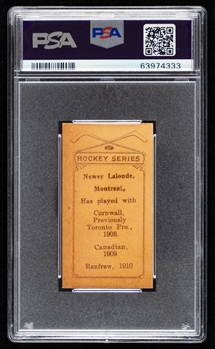 PSA PSA
63974333
HOCKEY SERIES
Newsy Lalonde,
Montreal,
Has played with
Cornwall,
Previously
Toronto Pro.,
1908.
Canadian,
1909
Renfrew, 1910